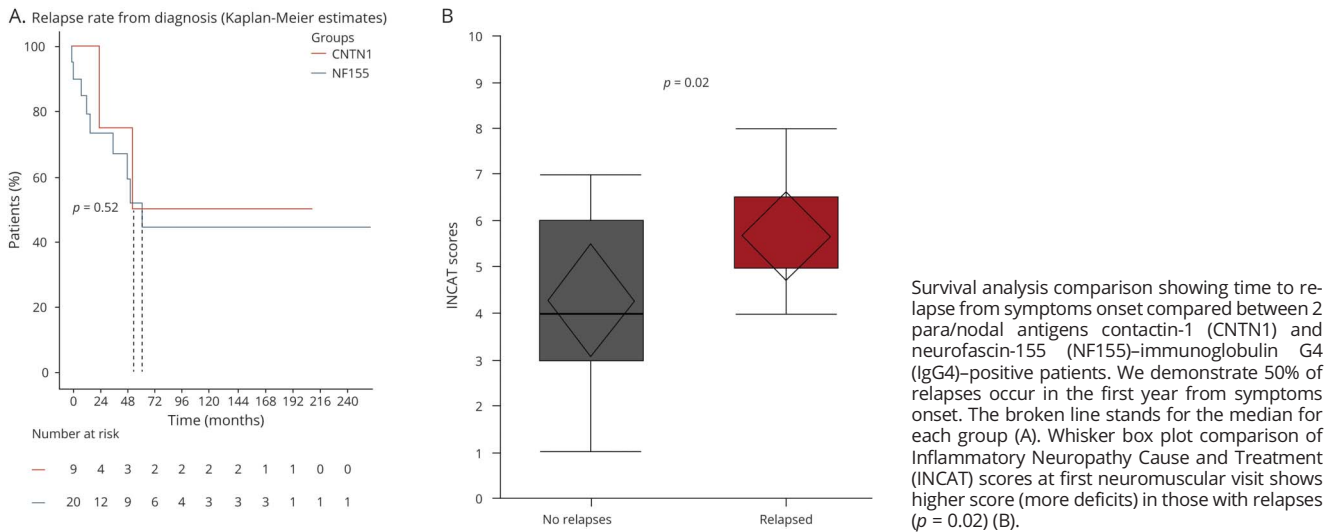 A. Relapse rate from diagnosis (Kaplan-Meier estimates)
Groups
CNTN1
NF155
100
80
60
40
20
0
Patients (%)
p = 0.52
0 24 48 72 96 120 144 168 192 216 240
Time (months)
Number at risk
9 4 3 2 2 2 2 1 1 0 0
20 12 9 6 4 3 3 3 1 1 1
B
10
9
8
7
6
5
4
3
2
1
0
INCAT scores
p = 0.02
No relapses Relapsed
Survival analysis comparison showing time to re-
lapse from symptoms onset compared between 2
para/nodal antigens contactin-1 (CNTN1) and
neurofascin-155 (NF155)–immunoglobulin G4
(IgG4)–positive patients. We demonstrate 50% of
relapses occur in the first year from symptoms
onset. The broken line stands for the median for
each group (A). Whisker box plot comparison of
Inflammatory Neuropathy Cause and Treatment
(INCAT) scores at first neuromuscular visit shows
higher score (more deficits) in those with relapses
(p = 0.02) (B).